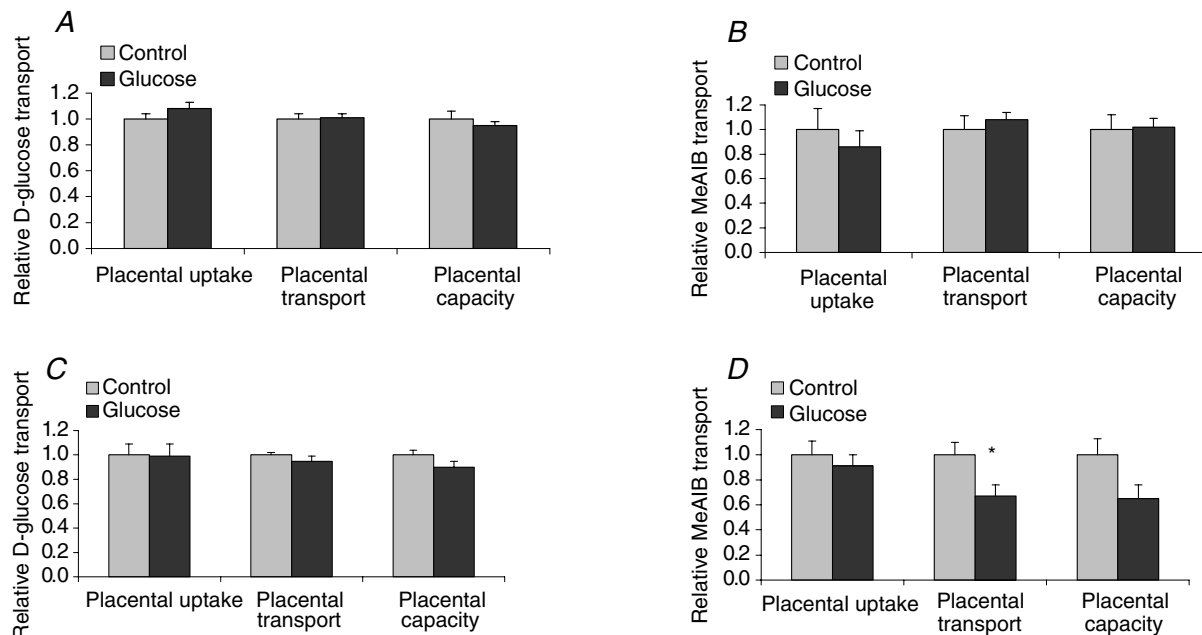 A
Control
Glucose
Relative D-glucose transport
1.2
1.0
0.8
0.6
0.4
0.2
0.0
Placental uptake
Placental
transport
Placental
capacity
B
Control
Glucose
Relative MeAIB transport
1.2
1.0
0.8
0.6
0.4
0.2
0.0
Placental
uptake
Placental
transport
Placental
capacity
C
Control
Glucose
Relative D-glucose transport
1.2
1.0
0.8
0.6
0.4
0.2
0.0
Placental uptake
Placental
transport
Placental
capacity
D
Control
Glucose
Relative MeAIB transport
1.2
1.0
0.8
0.6
0.4
0.2
0.0
*
Placental uptake
Placental
transport
Placental
capacity